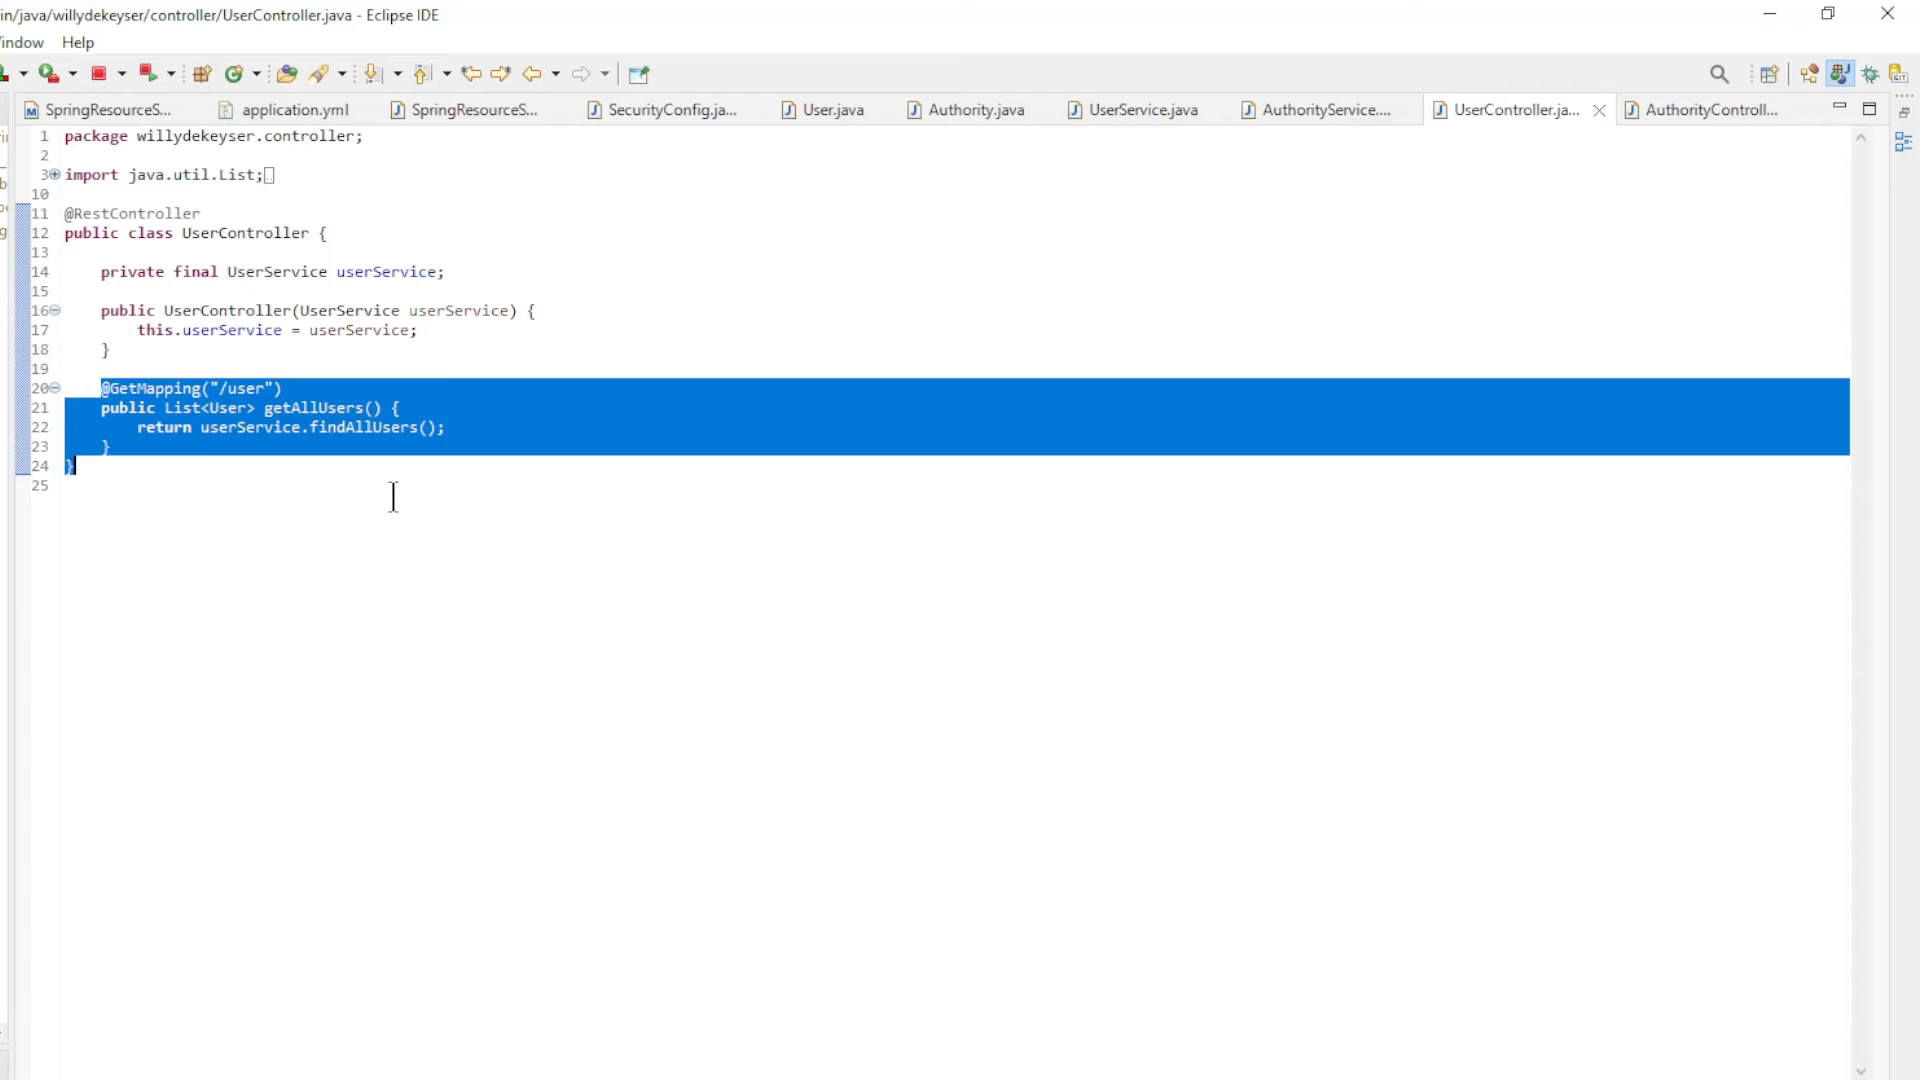 in/java/willydekeyser/controller/UserController.java - Eclipse IDE
indow Help
SpringResourceS... application.yml SpringResourceS... SecurityConfig.ja... User.java Authority.java UserService.java AuthorityService.... UserController.ja... AuthorityControll...
1 package willydekeyser.controller;
2
3 import java.util.List;
10
11 @RestController
12 public class UserController {
13
14 private final UserService userService;
15
16 public UserController(UserService userService) {
17 this.userService = userService;
18 }
19
20 @GetMapping("/user")
21 public List<User> getAllUsers() {
22 return userService.findAllUsers();
23 }
24 }
25